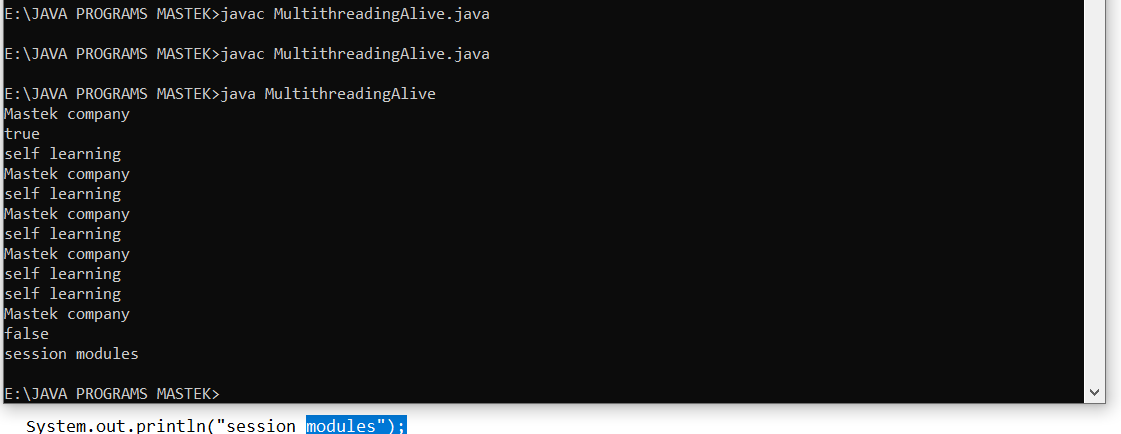 E:\JAVA PROGRAMS MASTEK>javac MultithreadingAlive.java
E:\JAVA PROGRAMS MASTEK>javac MultithreadingAlive.java
E:\JAVA PROGRAMS MASTEK>java MultithreadingAlive
Mastek company
true
self learning
Mastek company
self learning
Mastek company
self learning
Mastek company
self learning
self learning
Mastek company
false
session modules
E:\JAVA PROGRAMS MASTEK>
System.out.println("session modules");